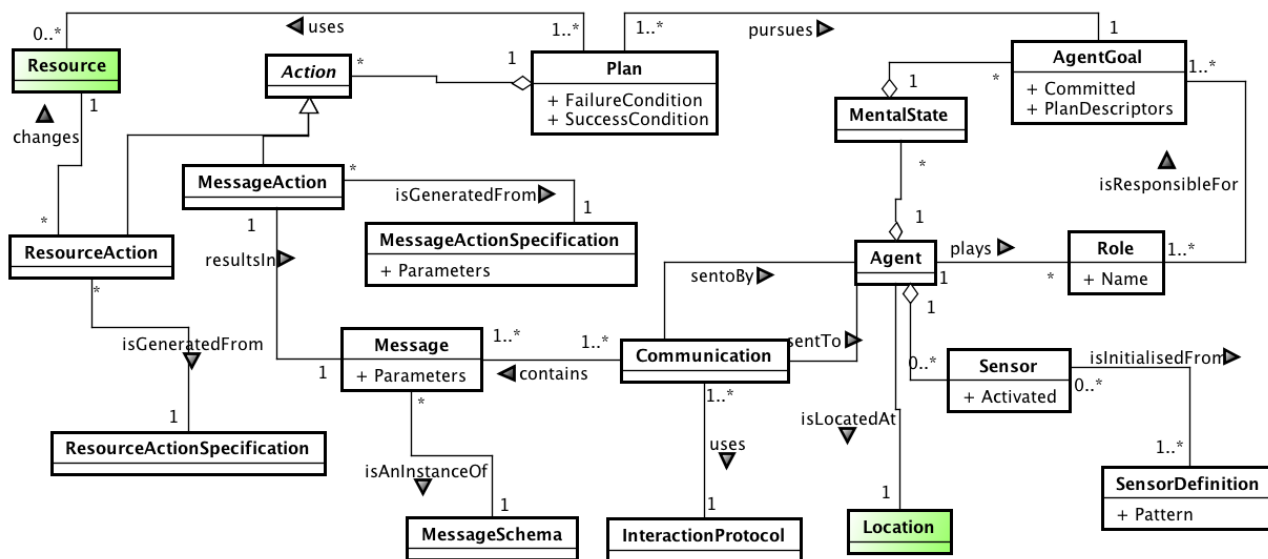 0..*
uses
1..*
1..*
pursues
1
Resource
1
changes
Action
*
1
Plan
+ FailureCondition
+ SuccessCondition
AgentGoal
+ Committed
+ PlanDescriptors
1..*
1
*
MentalState
*
isResponsibleFor
MessageAction
*
isGeneratedFrom
1
1
MessageActionSpecification
+ Parameters
*
ResourceAction
*
resultsIn
1
Agent
1
plays
*
Role
+ Name
1..*
sentoBy
isGeneratedFrom
1
1
Message
+ Parameters
*
1..*
contains
1..*
Communication
1..*
sentTo
1
0..*
Sensor
+ Activated
isInitialisedFrom
0..*
ResourceActionSpecification
isAnInstanceOf
1
uses
1
isLocatedAt
1
1..*
MessageSchema
InteractionProtocol
Location
SensorDefinition
+ Pattern